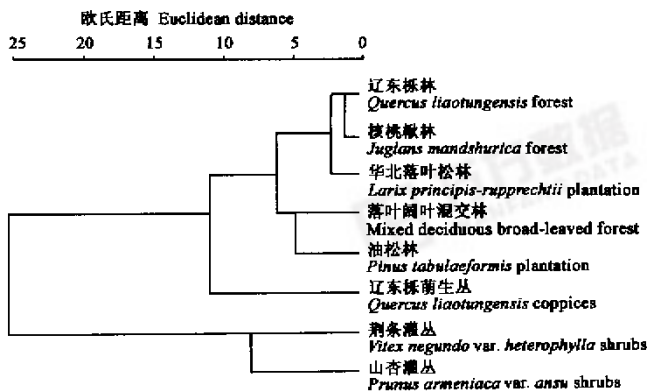 欧氏距离 Euclidean distance
25 20 15 10 5 0
辽东栎林
Quercus liaotungensis forest
核桃楸林
Juglans mandshurica forest
华北落叶松林
Larix principis-rupprechtii plantation
落叶阔叶混交林
Mixed deciduous broad-leaved forest
油松林
Pinus tabulaeformis plantation
辽东栎萌生丛
Quercus liaotungensis coppices
荆条灌丛
Vitex negundo var. heterophylla shrubs
山杏灌丛
Prunus armeniaca var. ansu shrubs